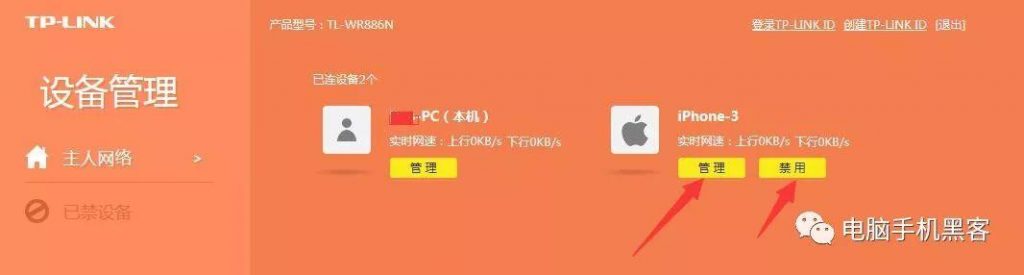 TP-LINK
产品型号：TL-WR886N
登录TP-LINK ID 创建TP-LINK ID [退出]
设备管理
主人网络 >
已禁设备
已连设备2个
-PC（本机）
实时网速：上行0KB/s 下行0KB/s
管理
iPhone-3
实时网速：上行0KB/s 下行0KB/s
管理 禁用
电脑手机黑客